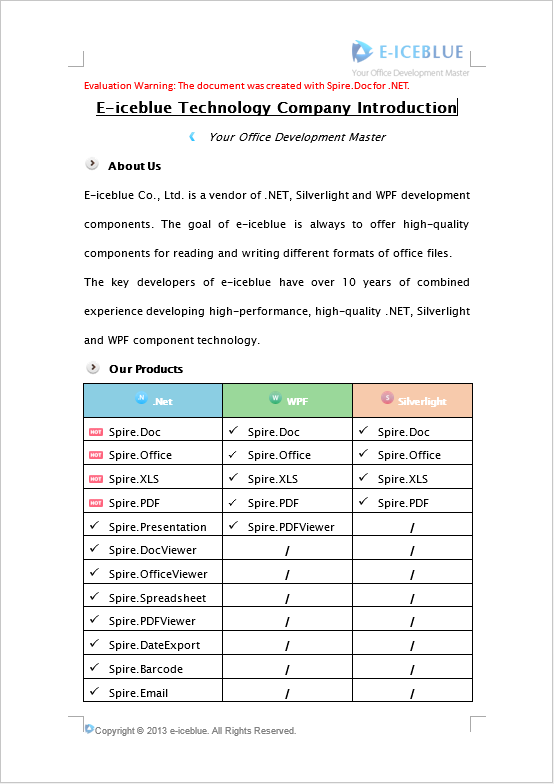 E-ICEBLUE
Your Office Development Master
Evaluation Warning: The document was created with Spire.Doc for .NET.
E-iceblue Technology Company Introduction
Your Office Development Master
About Us
E-iceblue Co., Ltd. is a vendor of .NET, Silverlight and WPF development
components. The goal of e-iceblue is always to offer high-quality
components for reading and writing different formats of office files.
The key developers of e-iceblue have over 10 years of combined
experience developing high-performance, high-quality .NET, Silverlight
and WPF component technology.
Our Products
N .Net W WPF S Silverlight
HOT Spire.Doc ✓ Spire.Doc ✓ Spire.Doc
HOT Spire.Office ✓ Spire.Office ✓ Spire.Office
HOT Spire.XLS ✓ Spire.XLS ✓ Spire.XLS
HOT Spire.PDF ✓ Spire.PDF ✓ Spire.PDF
✓ Spire.Presentation ✓ Spire.PDFViewer /
✓ Spire.DocViewer / /
✓ Spire.OfficeViewer / /
✓ Spire.Spreadsheet / /
✓ Spire.PDFViewer / /
✓ Spire.DateExport / /
✓ Spire.Barcode / /
✓ Spire.Email / /
Copyright © 2013 e-iceblue. All Rights Reserved.